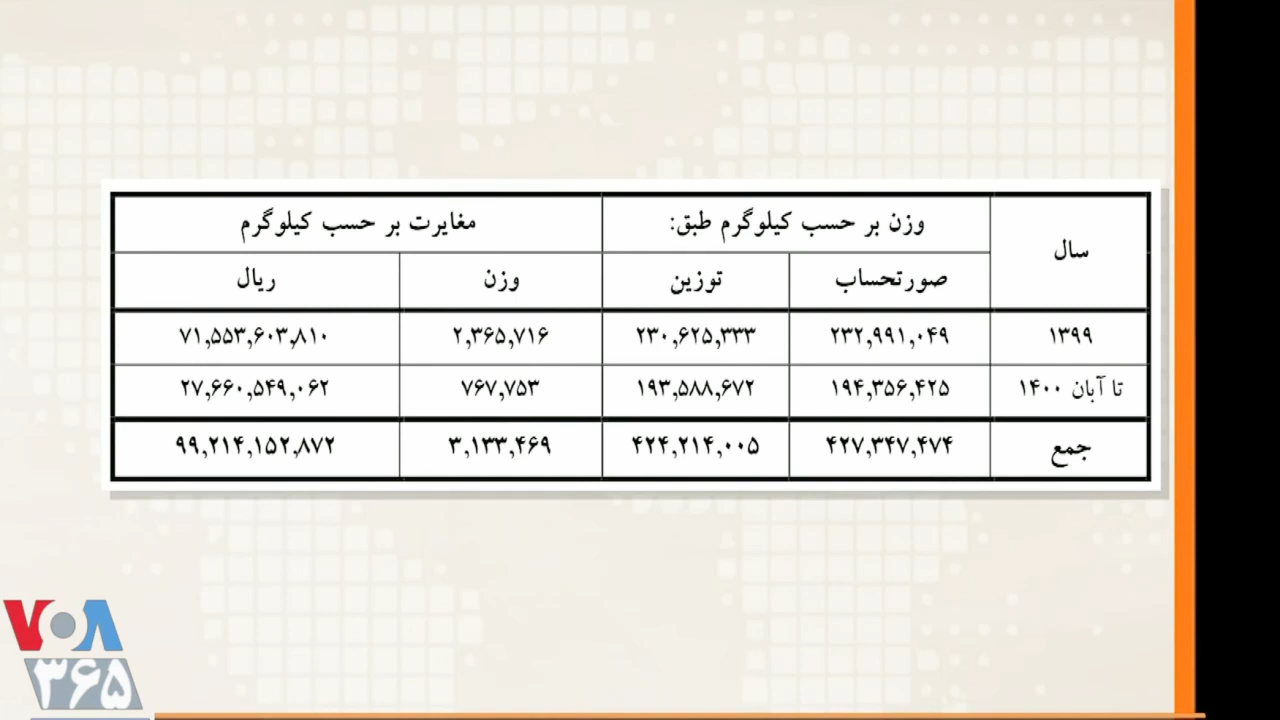 سال	وزن بر حسب کیلوگرم طبق:	مغایرت بر حسب کیلوگرم
صورتحساب	توزین	وزن	ریال
۱۳۹۹	۲۳۲,۹۹۱,۰۴۹	۲۳۰,۶۲۵,۳۳۳	۲,۳۶۵,۷۱۶	۷۱,۵۵۳,۶۰۳,۸۱۰
تا آبان ۱۴۰۰	۱۹۴,۳۵۶,۴۲۵	۱۹۳,۵۸۸,۶۷۲	۷۶۷,۷۵۳	۲۷,۶۶۰,۵۴۹,۰۶۲
جمع	۴۲۷,۳۴۷,۴۷۴	۴۲۴,۲۱۴,۰۰۵	۳,۱۳۳,۴۶۹	۹۹,۲۱۴,۱۵۲,۸۷۲
VOA
۳۶۵